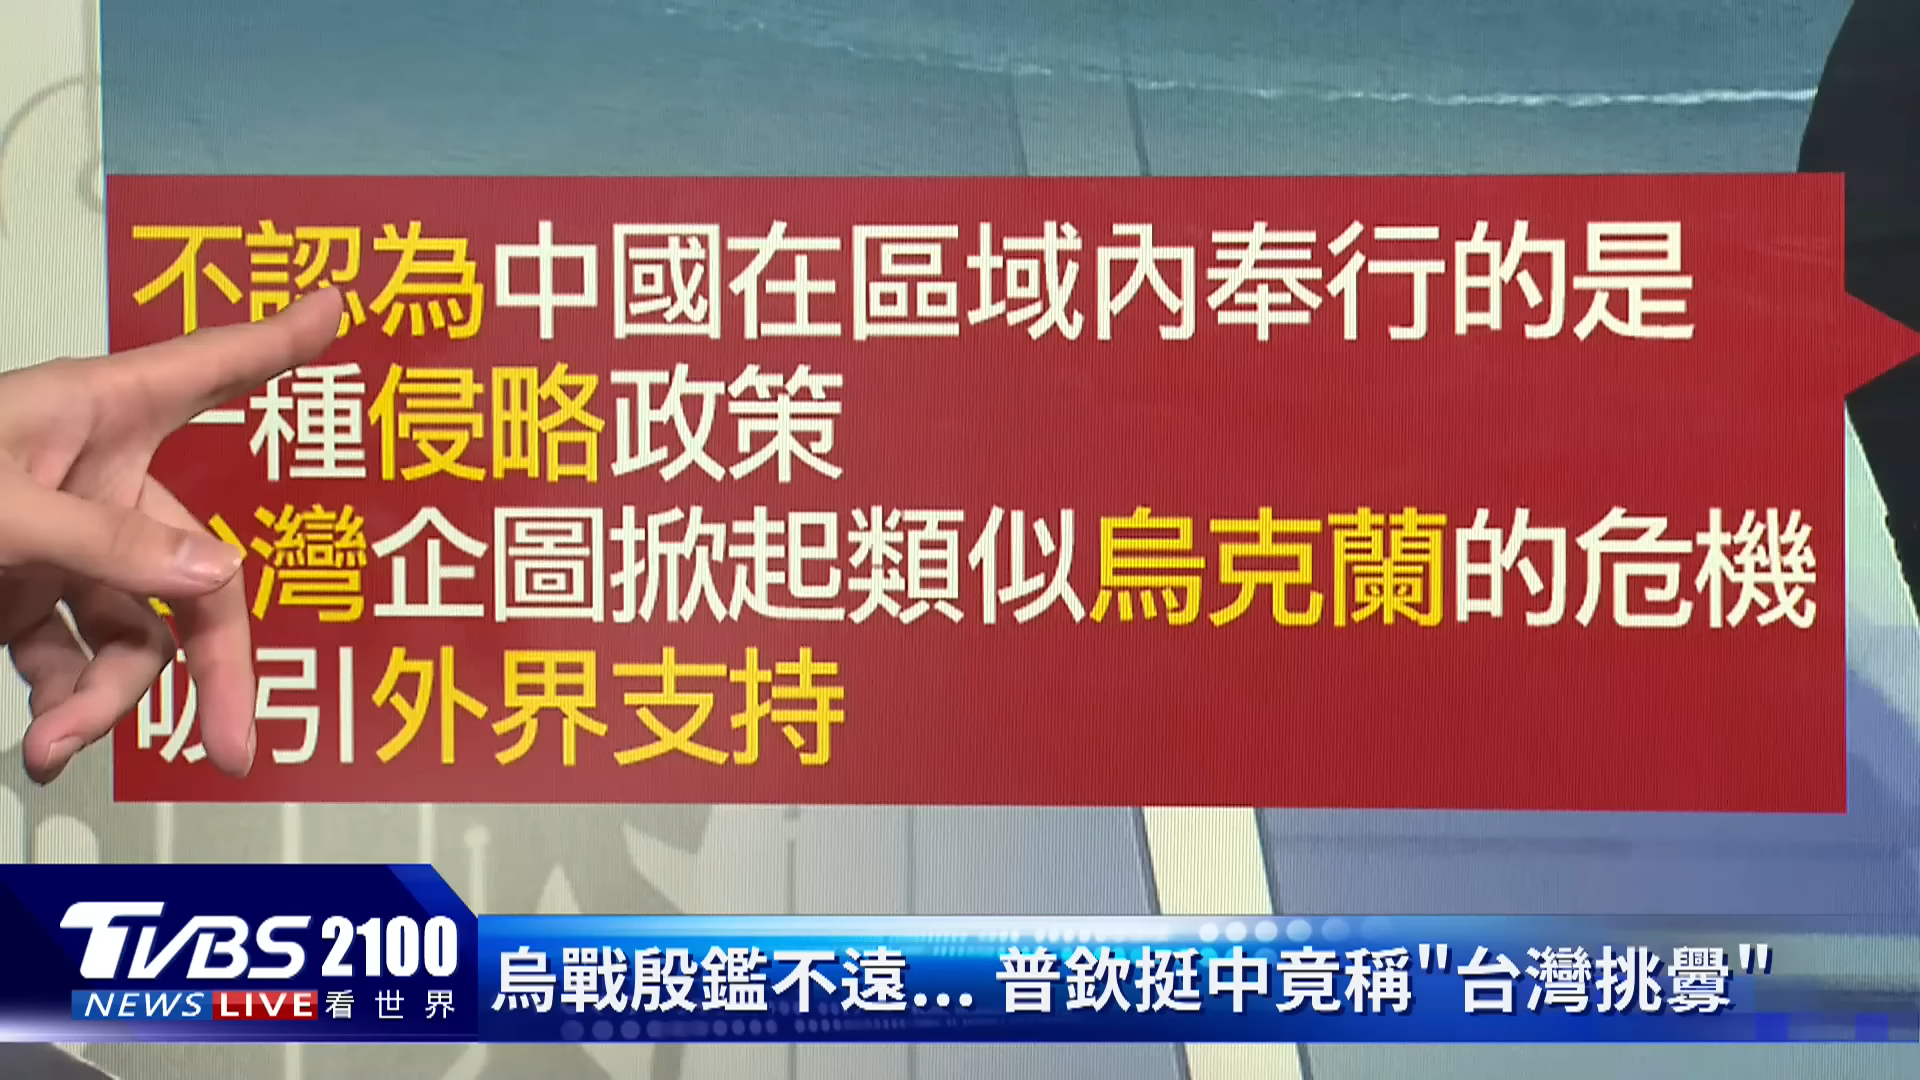 不認為中國在區域內奉行的是
一種侵略政策
台灣企圖掀起類似烏克蘭的危機
吸引外界支持
TVBS 2100
NEWS LIVE 看世界
烏戰殷鑑不遠... 普欽挺中竟稱"台灣挑釁"